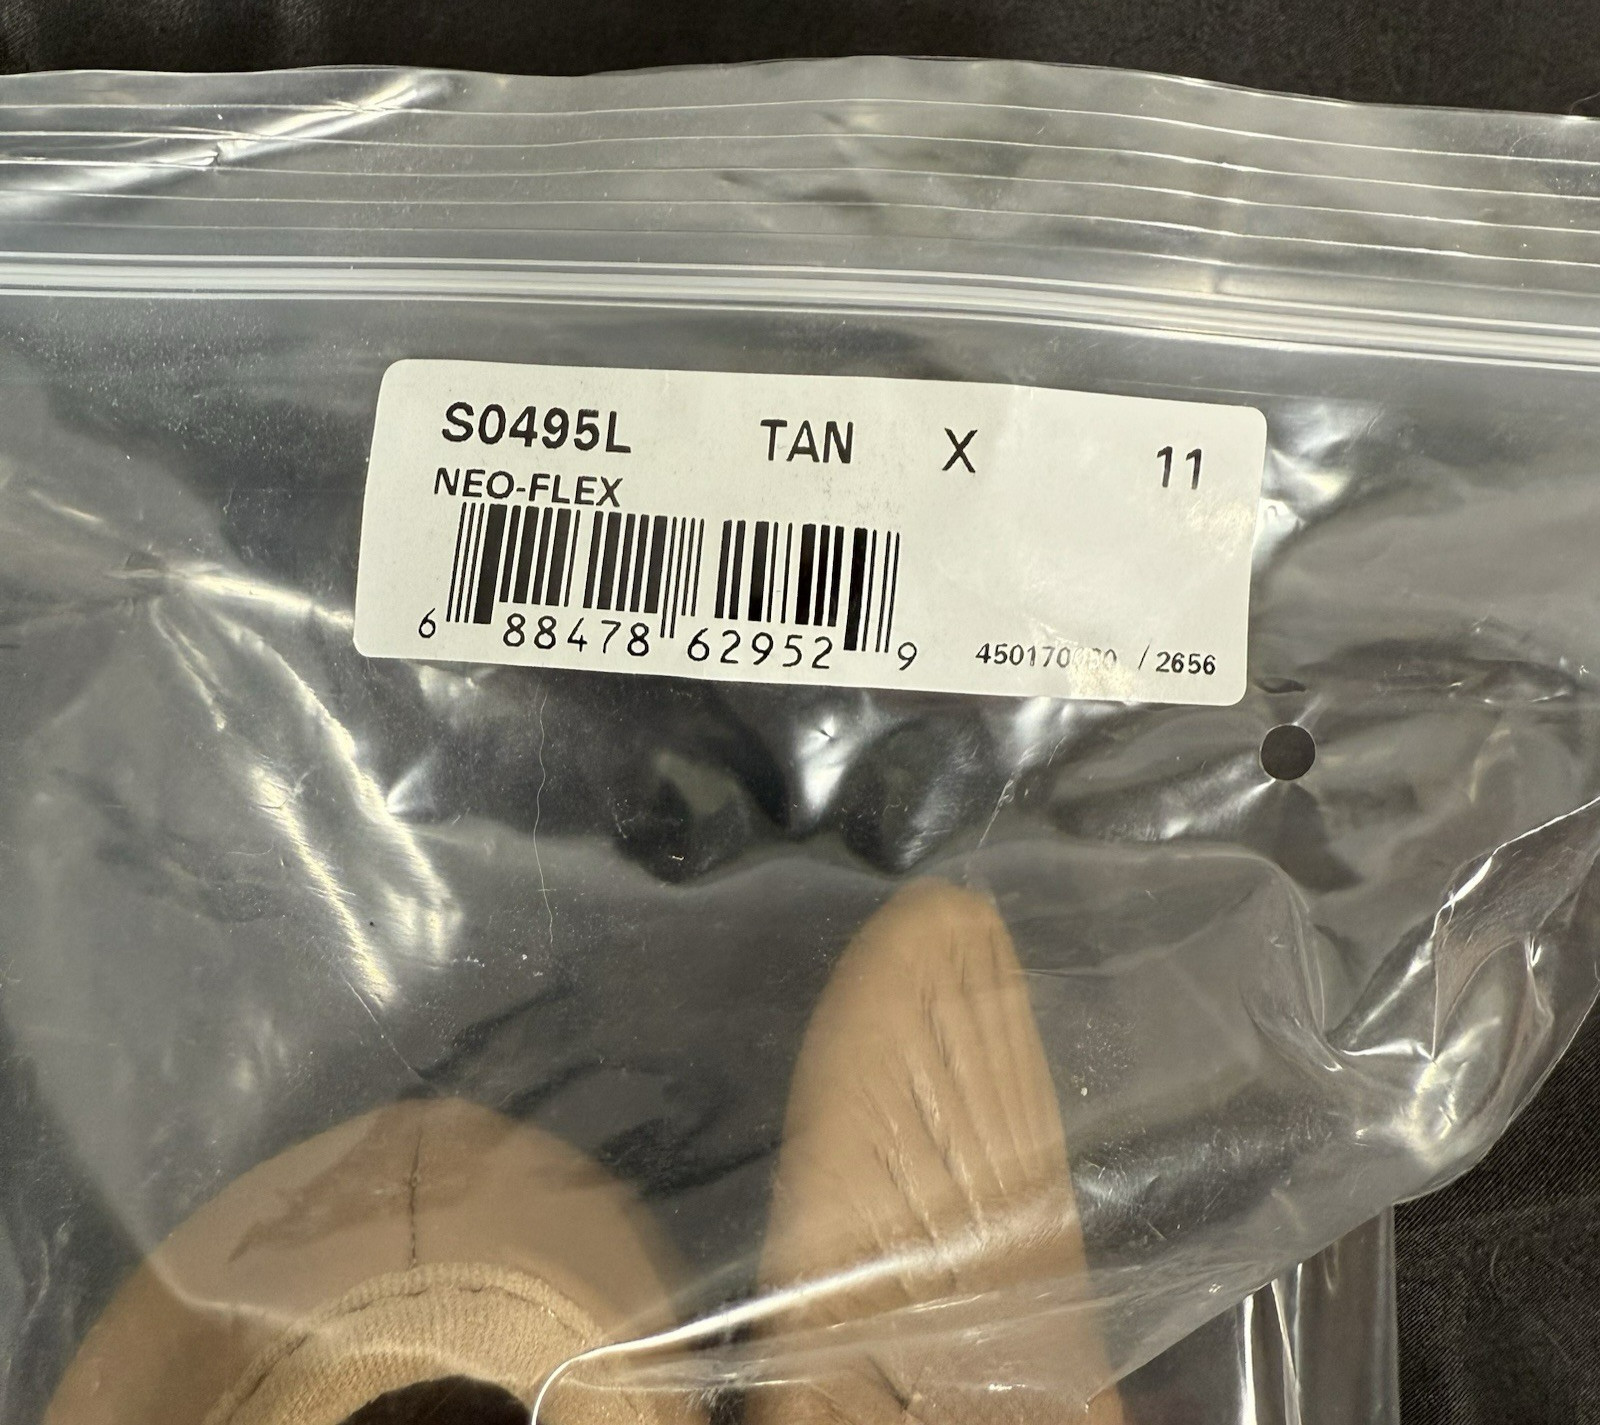 S0495L TAN X 11
NEO-FLEX
6 88478 62952 9
/ 2656